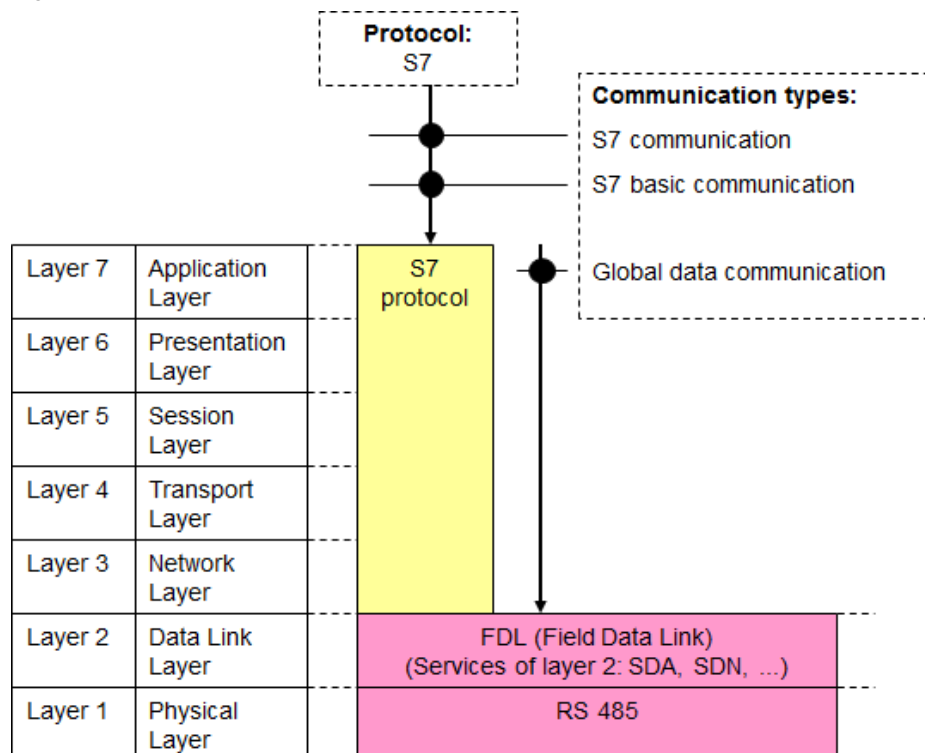 Protocol:
S7
Communication types:
S7 communication
S7 basic communication
Global data communication
Layer 7
Application
Layer
S7
protocol
Layer 6
Presentation
Layer
Layer 5
Session
Layer
Layer 4
Transport
Layer
Layer 3
Network
Layer
Layer 2
Data Link
Layer
FDL (Field Data Link)
(Services of layer 2: SDA, SDN, ...)
Layer 1
Physical
Layer
RS 485